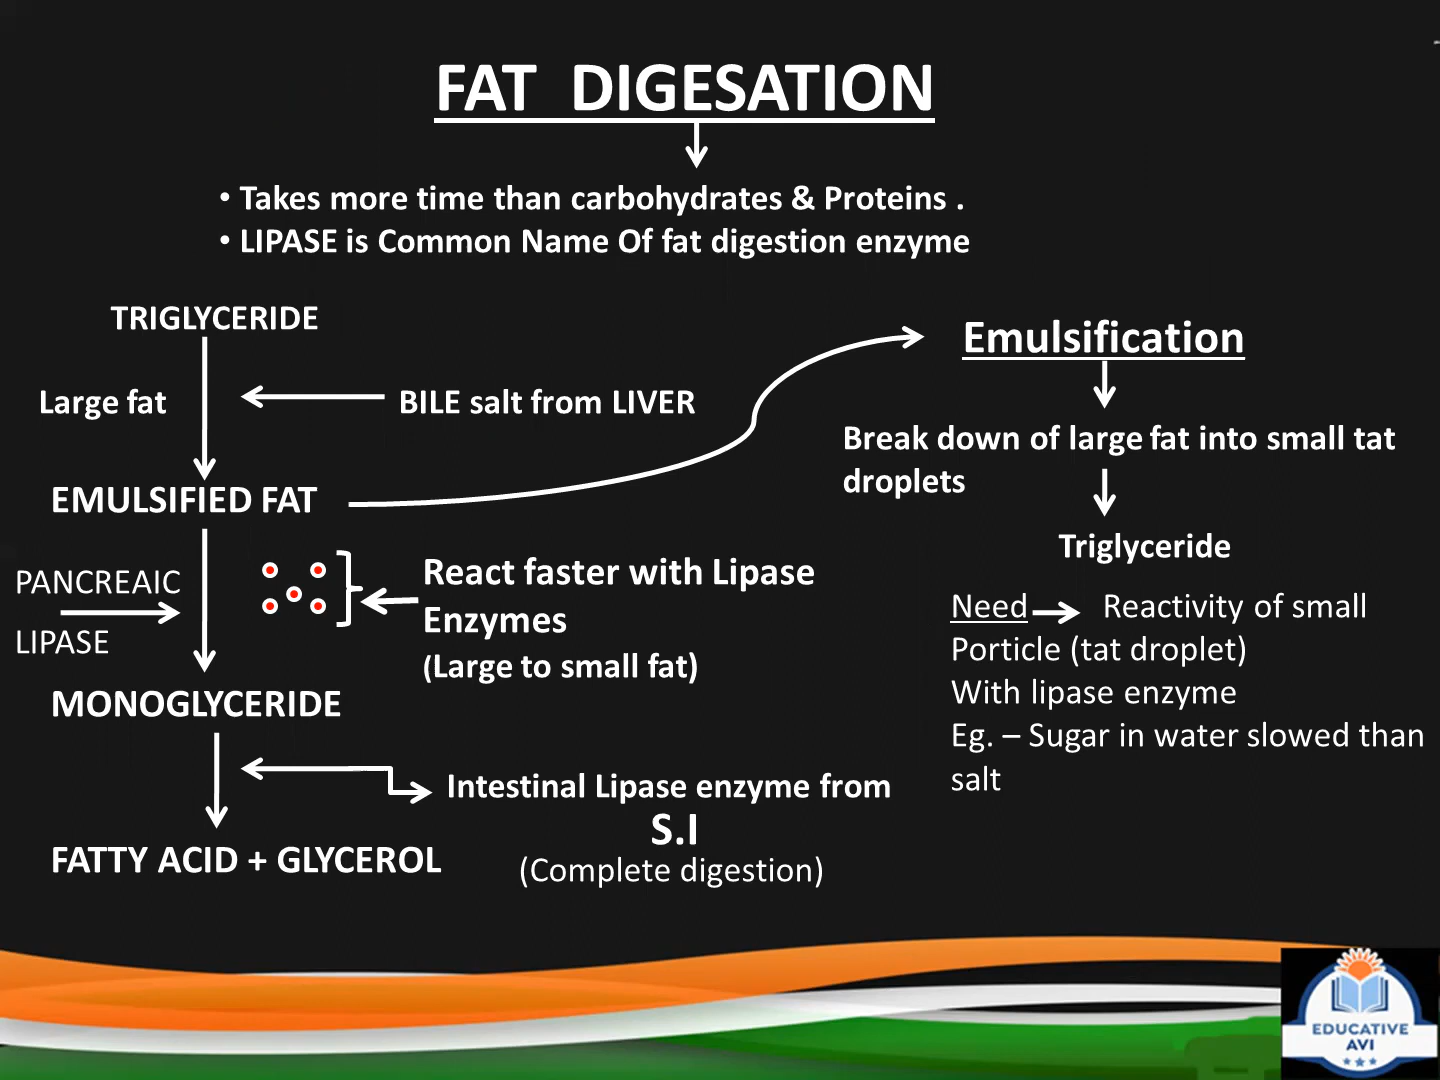 FAT DIGESATION
• Takes more time than carbohydrates & Proteins .
• LIPASE is Common Name Of fat digestion enzyme
TRIGLYCERIDE
Large fat
BILE salt from LIVER
EMULSIFIED FAT
PANCREAIC
LIPASE
React faster with Lipase
Enzymes
(Large to small fat)
MONOGLYCERIDE
Intestinal Lipase enzyme from
S.I
(Complete digestion)
FATTY ACID + GLYCEROL
Emulsification
Break down of large fat into small tat
droplets
Triglyceride
Need Reactivity of small
Porticle (tat droplet)
With lipase enzyme
Eg. – Sugar in water slowed than
salt
EDUCATIVE
AVI